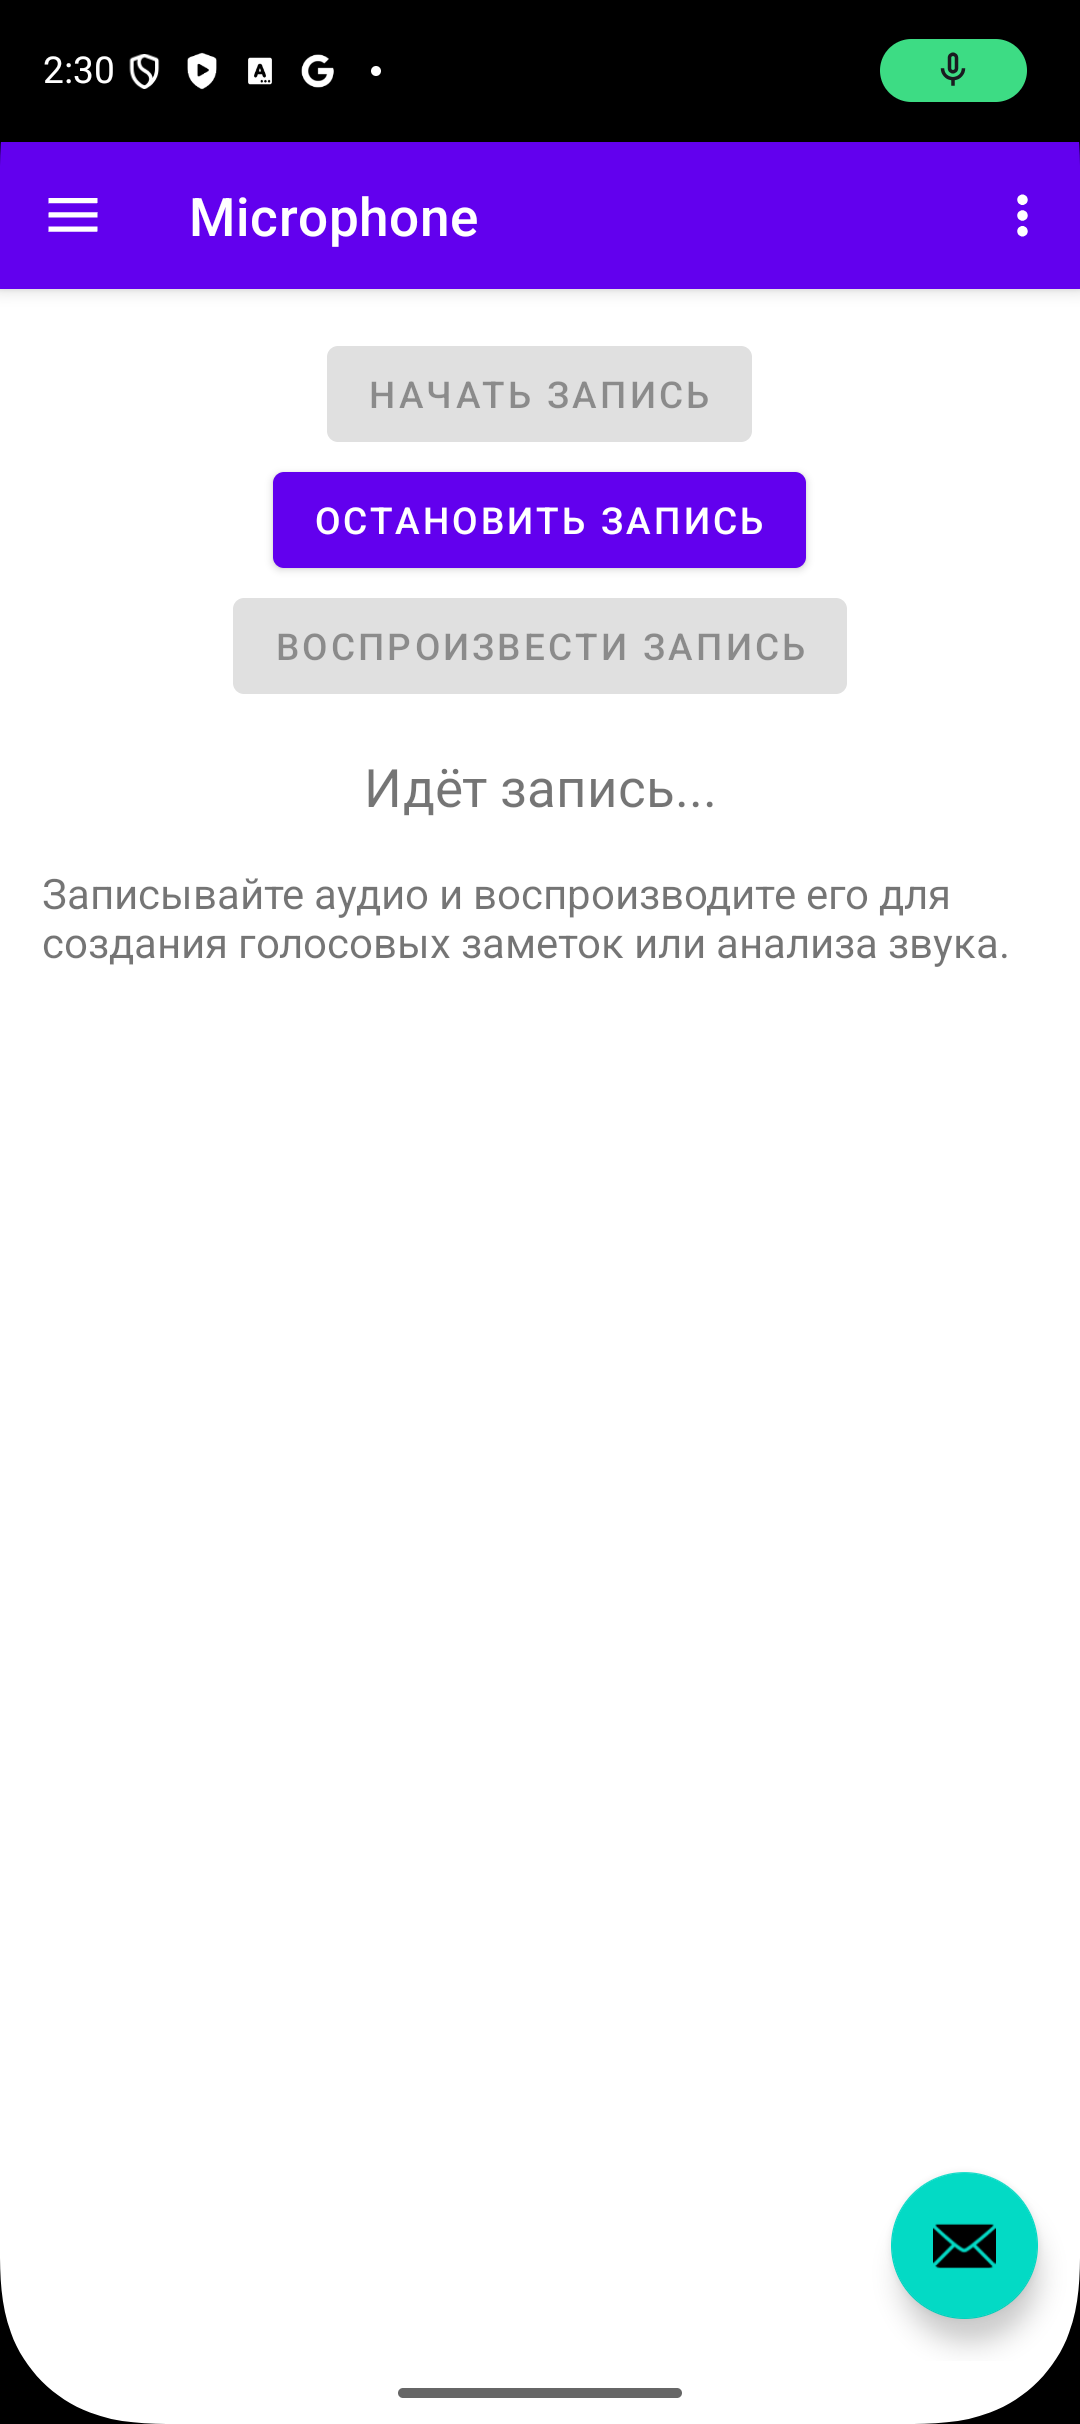 2:30
Microphone
НАЧАТЬ ЗАПИСЬ
ОСТАНОВИТЬ ЗАПИСЬ
ВОСПРОИЗВЕСТИ ЗАПИСЬ
Идёт запись...
Записывайте аудио и воспроизводите его для
создания голосовых заметок или анализа звука.